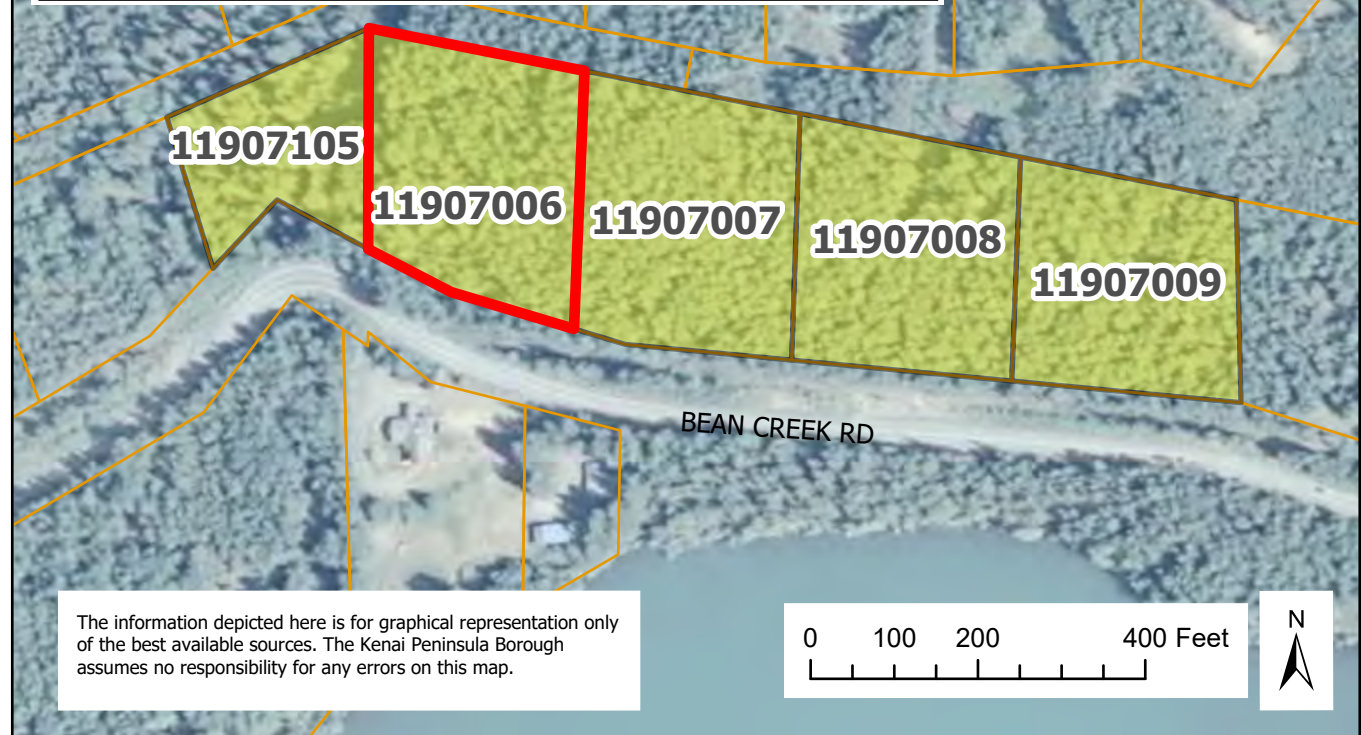 11907105
11907006
11907007
11907008
11907009
BEAN CREEK RD
The information depicted here is for graphical representation only
of the best available sources. The Kenai Peninsula Borough
assumes no responsibility for any errors on this map.
0 100 200 400 Feet
N